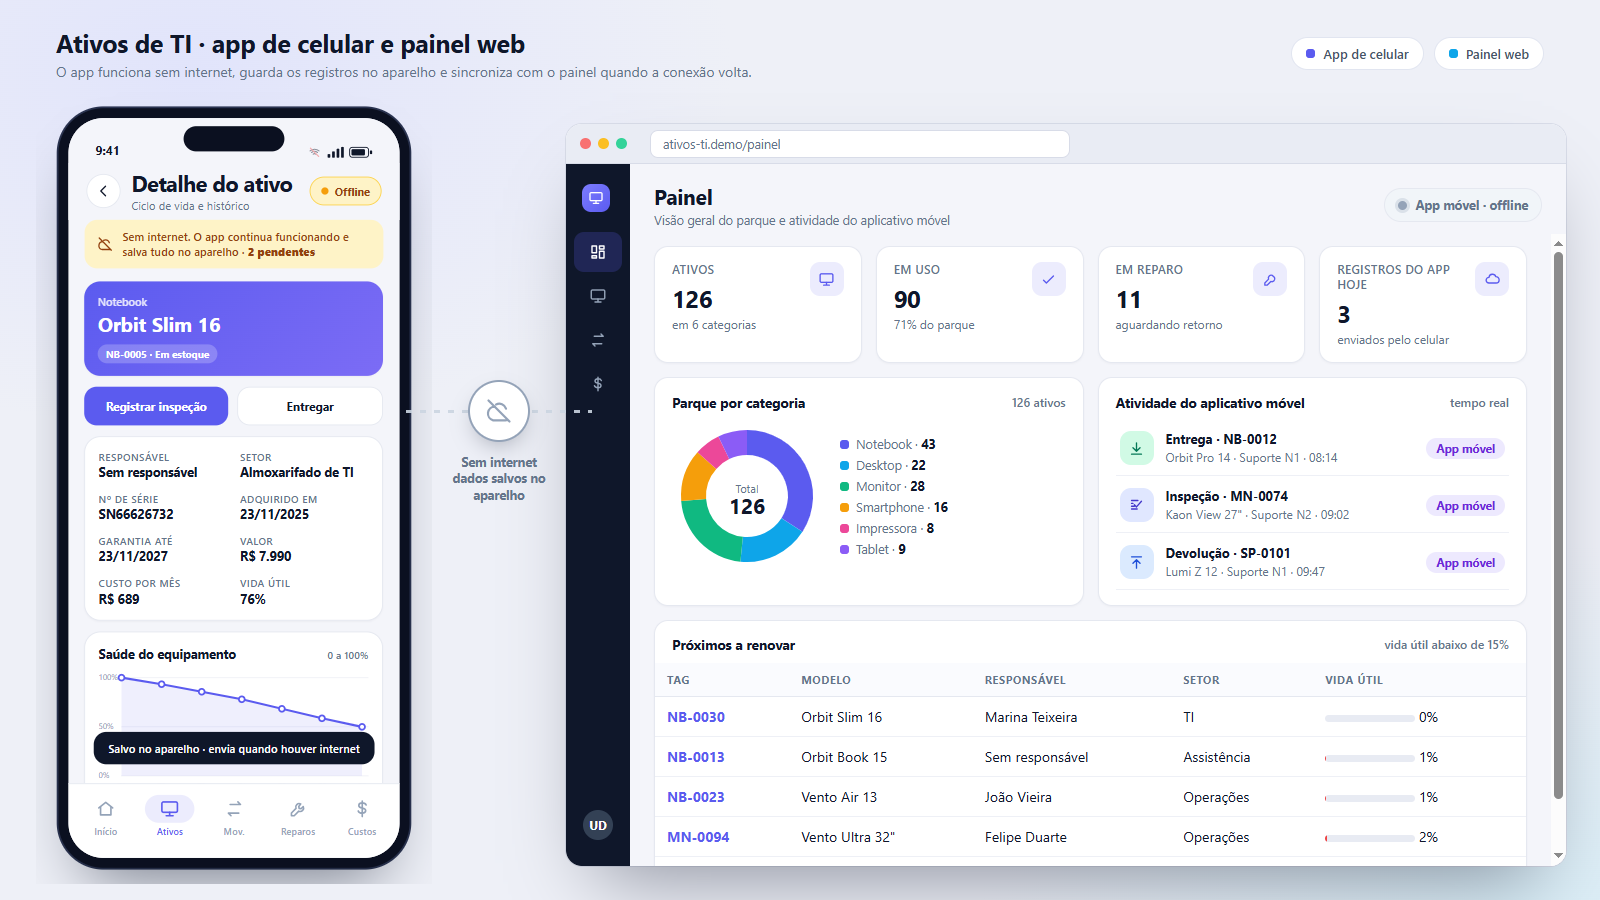 Ativos de TI · app de celular e painel web
O app funciona sem internet, guarda os registros no aparelho e sincroniza com o painel quando a conexão volta.
App de celular
Painel web
9:41
Detalhe do ativo
Ciclo de vida e histórico
Offline
Sem internet. O app continua funcionando e
salva tudo no aparelho · 2 pendentes
Notebook
Orbit Slim 16
NB-0005 · Em estoque
Registrar inspeção
Entregar
RESPONSÁVEL
Sem responsável
SETOR
Almoxarifado de TI
Nº DE SÉRIE
SN66626732
ADQUIRIDO EM
23/11/2025
GARANTIA ATÉ
23/11/2027
VALOR
R$ 7.990
CUSTO POR MÊS
R$ 689
VIDA ÚTIL
76%
Saúde do equipamento
0 a 100%
100%
50%
0%
Salvo no aparelho · envia quando houver internet
Início
Ativos
Mov.
Reparos
Custos
Sem internet
dados salvos no
aparelho
ativos-ti.demo/painel
UD
Painel
Visão geral do parque e atividade do aplicativo móvel
App móvel · offline
ATIVOS
126
em 6 categorias
EM USO
90
71% do parque
EM REPARO
11
aguardando retorno
REGISTROS DO APP
HOJE
3
enviados pelo celular
Parque por categoria
126 ativos
Total
126
Notebook · 43
Desktop · 22
Monitor · 28
Smartphone · 16
Impressora · 8
Tablet · 9
Atividade do aplicativo móvel
tempo real
Entrega · NB-0012
Orbit Pro 14 · Suporte N1 · 08:14
App móvel
Inspeção · MN-0074
Kaon View 27" · Suporte N2 · 09:02
App móvel
Devolução · SP-0101
Lumi Z 12 · Suporte N1 · 09:47
App móvel
Próximos a renovar
vida útil abaixo de 15%
TAG MODELO RESPONSÁVEL SETOR VIDA ÚTIL
NB-0030 Orbit Slim 16 Marina Teixeira TI 0%
NB-0013 Orbit Book 15 Sem responsável Assistência 1%
NB-0023 Vento Air 13 João Vieira Operações 1%
MN-0094 Vento Ultra 32" Felipe Duarte Operações 2%